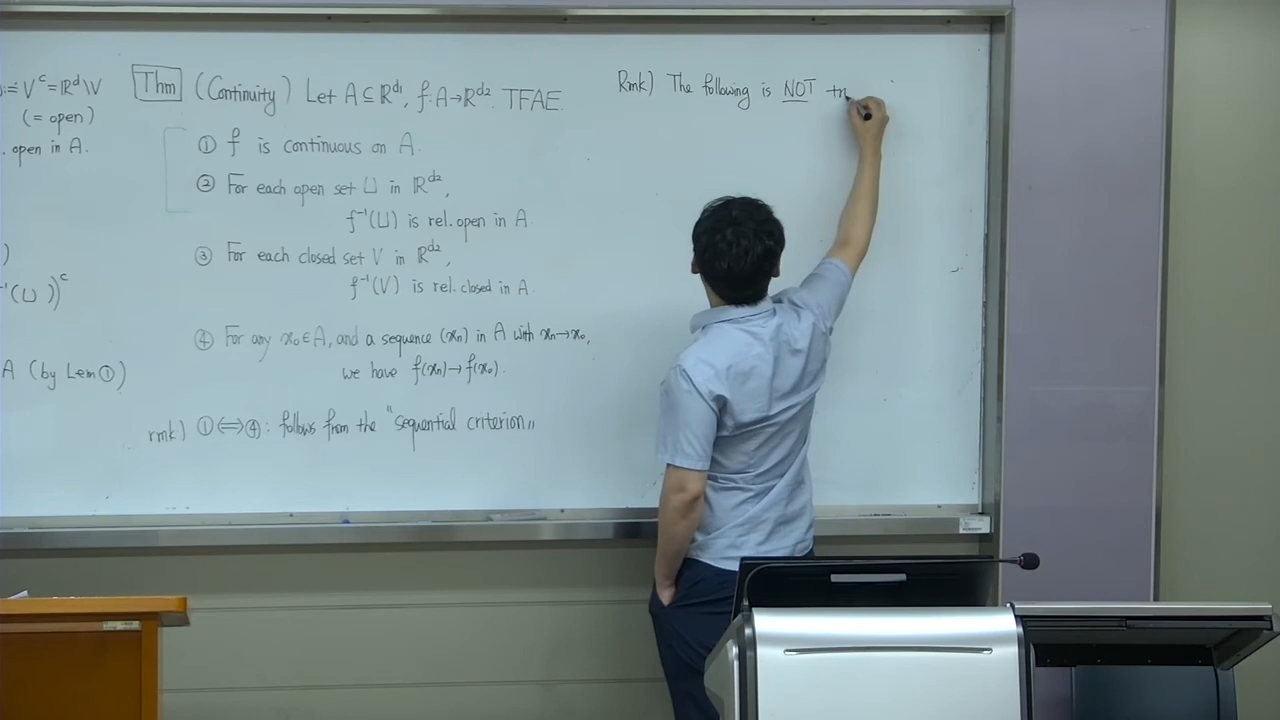 := V^c = ℝ^d \ V
(= open)
. open in A.
)
⁻¹(U))^c
A (by Lem①)
Thm (Continuity) Let A ⊆ ℝ^d₁, f: A → ℝ^d₂. TFAE.
① f is continuous on A.
② For each open set U in ℝ^d₂,
f⁻¹(U) is rel. open in A.
③ For each closed set V in ℝ^d₂,
f⁻¹(V) is rel. closed in A.
④ For any x₀ ∈ A, and a sequence (xₙ) in A with xₙ → x₀,
we have f(xₙ) → f(x₀).
rmk) ① ⟺ ④ : follows from the "sequential criterion„
Rmk) The following is NOT